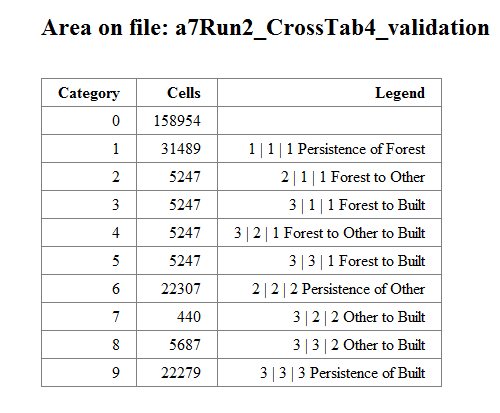 Area on file: a7Run2_CrossTab4_validation
Category Cells Legend
0 158954
1 31489 1 | 1 | 1 Persistence of Forest
2 5247 2 | 1 | 1 Forest to Other
3 5247 3 | 1 | 1 Forest to Built
4 5247 3 | 2 | 1 Forest to Other to Built
5 5247 3 | 3 | 1 Forest to Built
6 22307 2 | 2 | 2 Persistence of Other
7 440 3 | 2 | 2 Other to Built
8 5687 3 | 3 | 2 Other to Built
9 22279 3 | 3 | 3 Persistence of Built